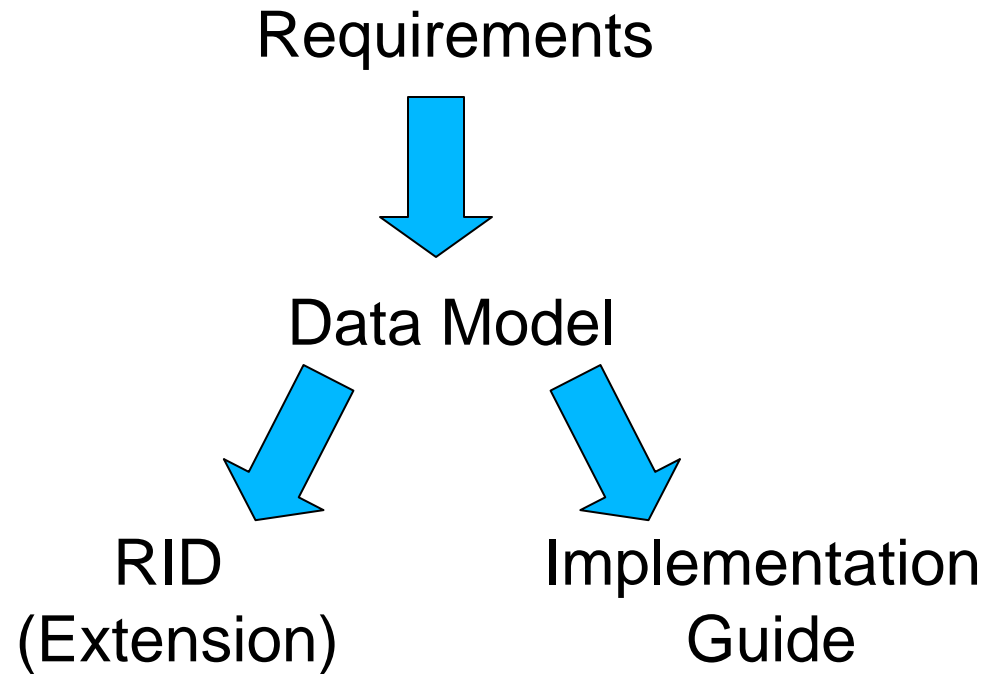 Requirements
Data Model
RID
(Extension)
Implementation
Guide